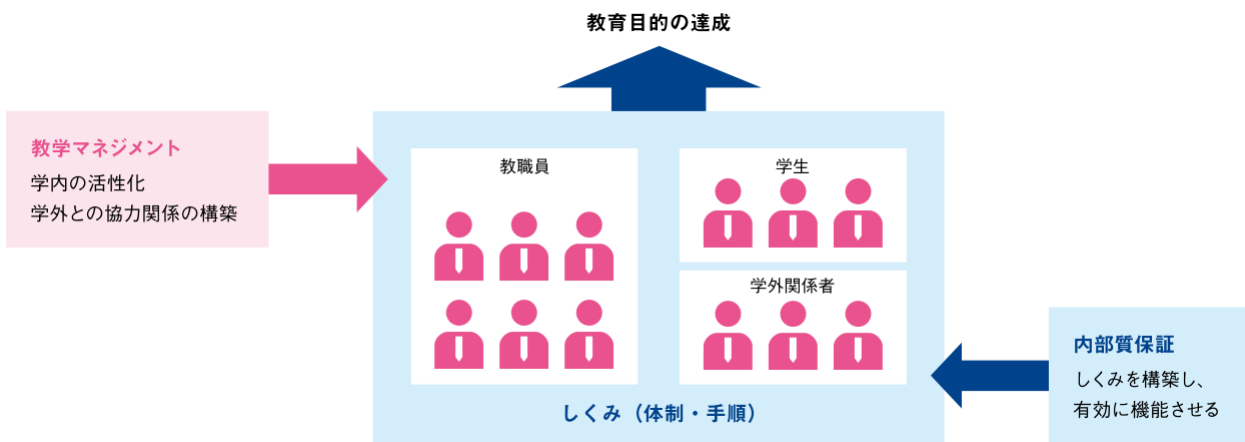 教育目的の達成
教学マネジメント
学内の活性化
学外との協力関係の構築
教職員
学生
学外関係者
しくみ（体制・手順）
内部質保証
しくみを構築し、
有効に機能させる